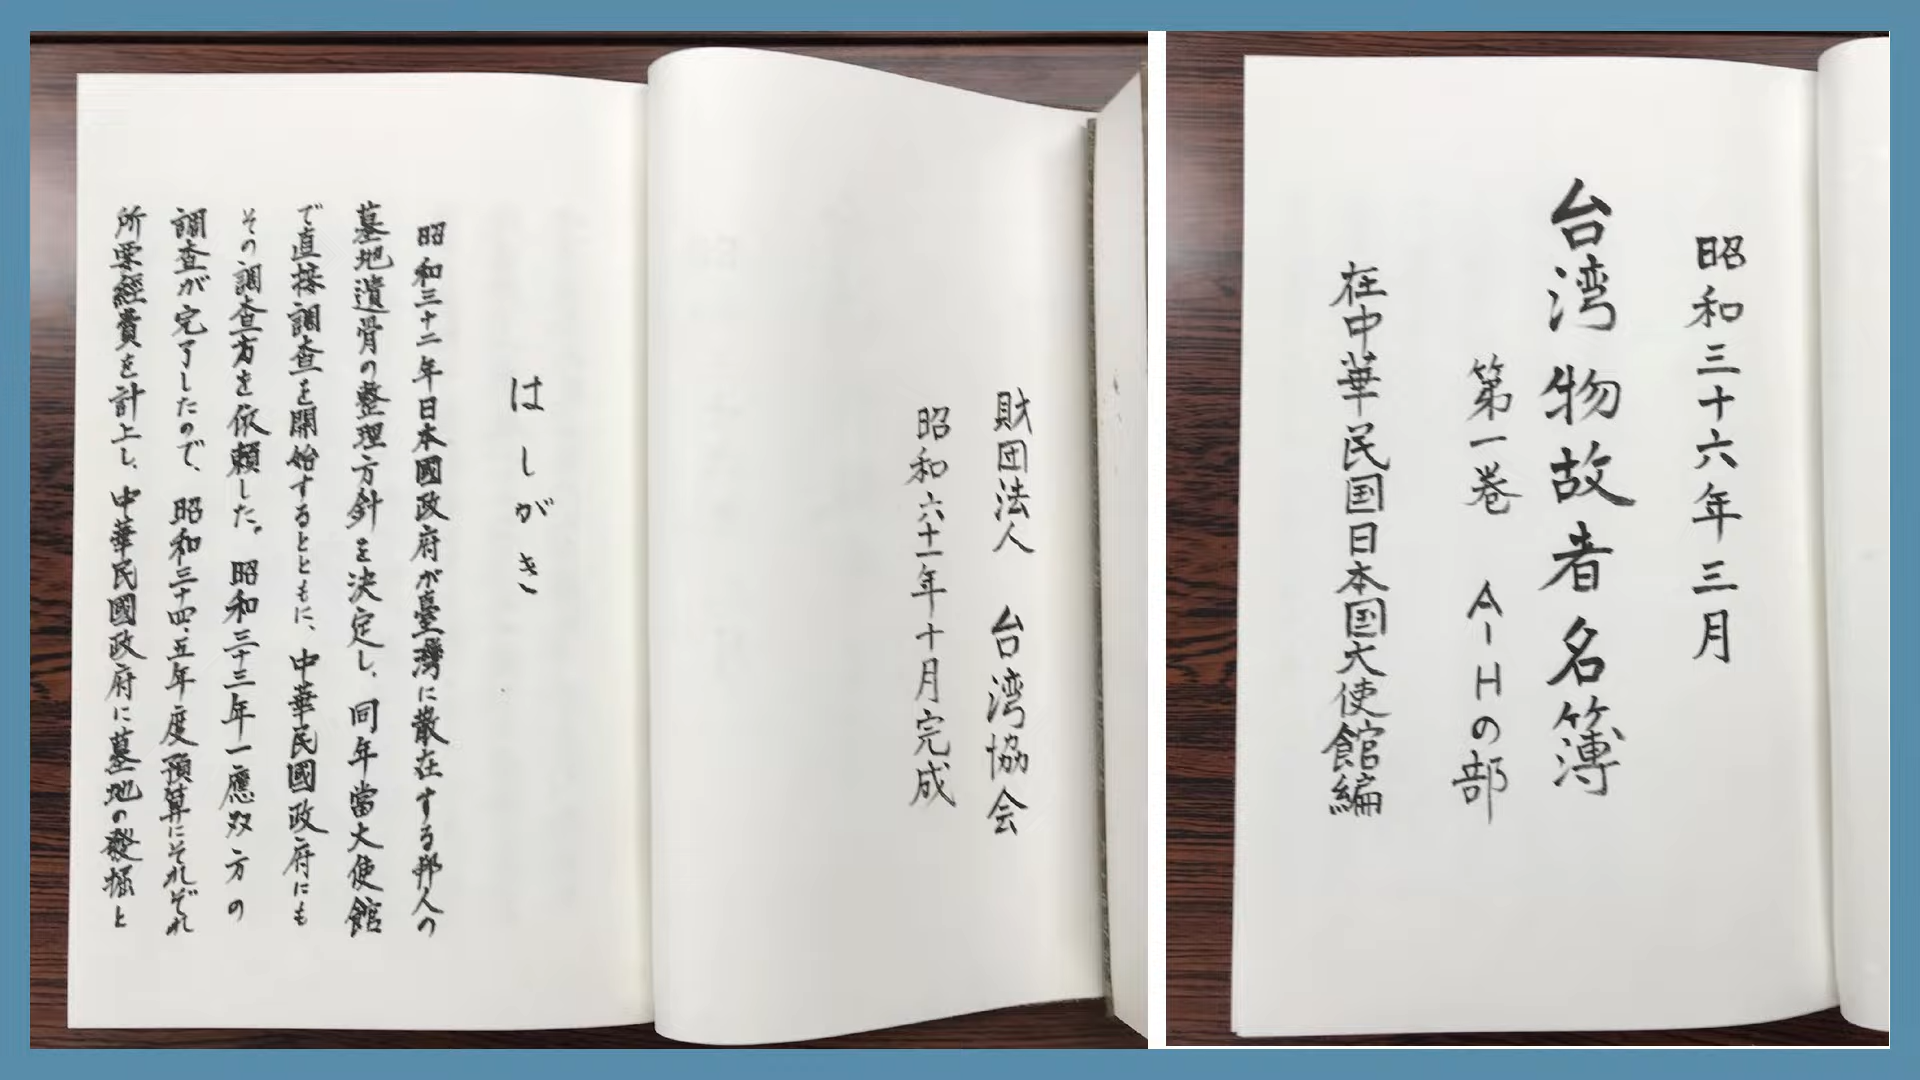 財団法人　台湾協会
昭和六十一年十月完成
はしがき
昭和三十二年日本國政府が臺灣に散在する邦人の
墓地遺骨の整理方針を決定し、同年當大使館
で直接調査を開始するとともに、中華民國政府にも
その調査方を依頼した。昭和三十三年一應双方の
調査が完了したので、昭和三十四、五年度預算にそれぞれ
所要經費を計上し、中華民國政府に墓地の發掘と
昭和三十六年三月
台湾物故者名簿
第一巻　A-Hの部
在中華民国日本国大使館編